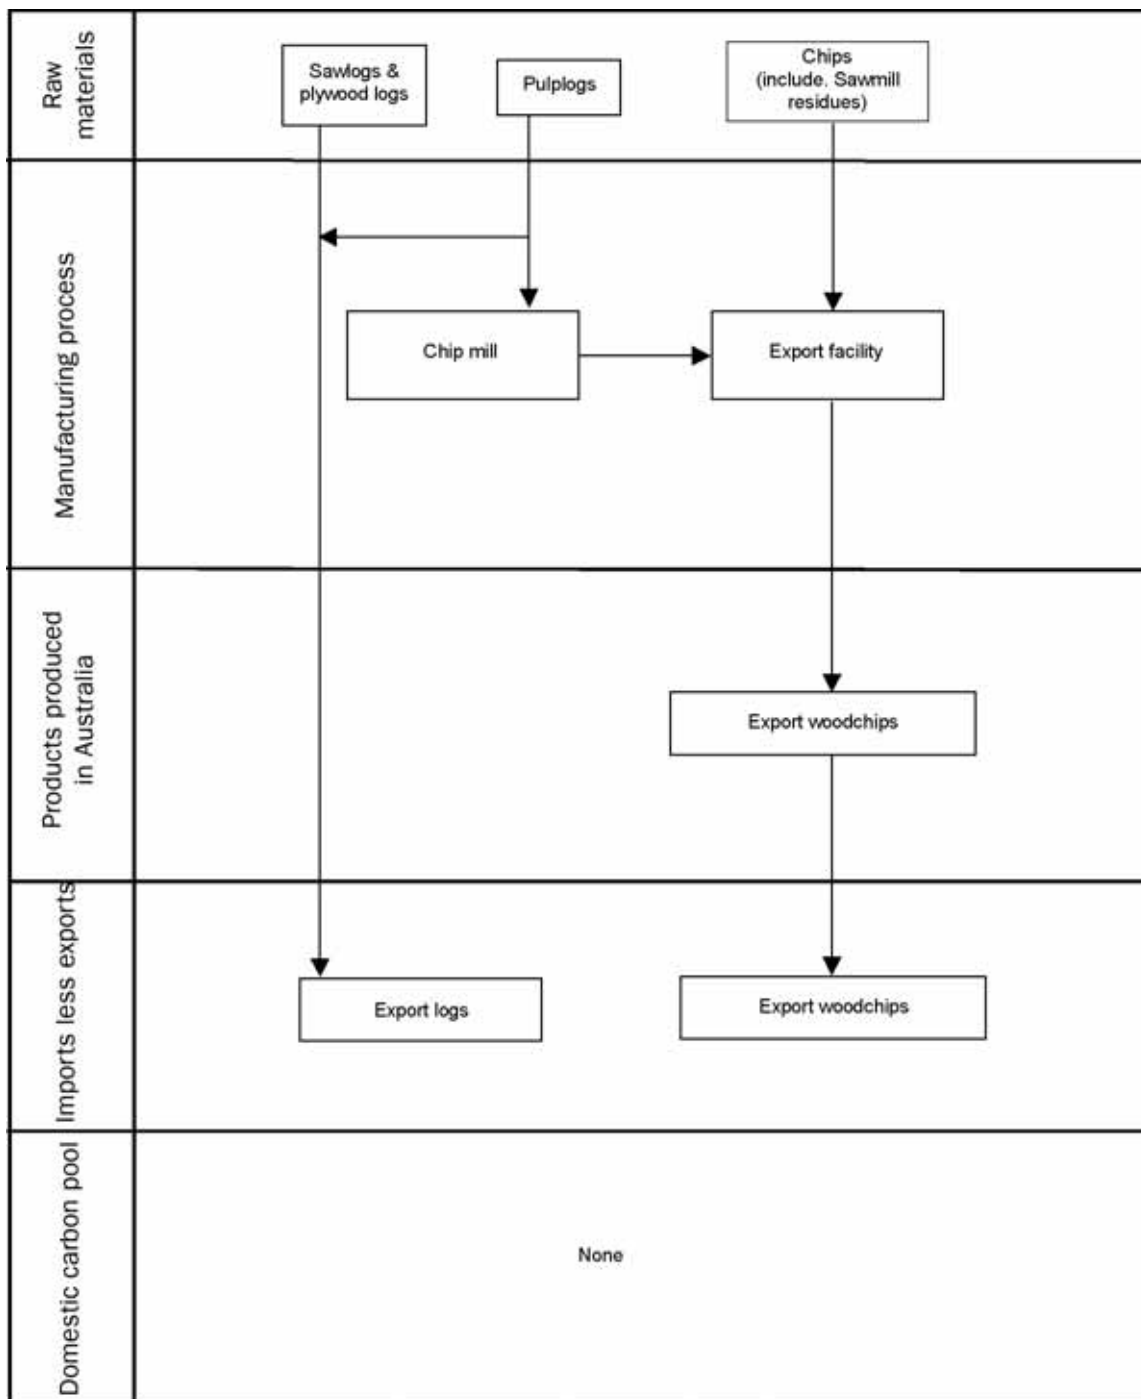 Raw
materials
Sawlogs &
plywood logs
Pulplogs
Chips
(include. Sawmill
residues)
Manufacturing process
Chip mill
Export facility
Products produced
in Australia
Export woodchips
Imports less exports
Export logs
Export woodchips
Domestic carbon pool
None